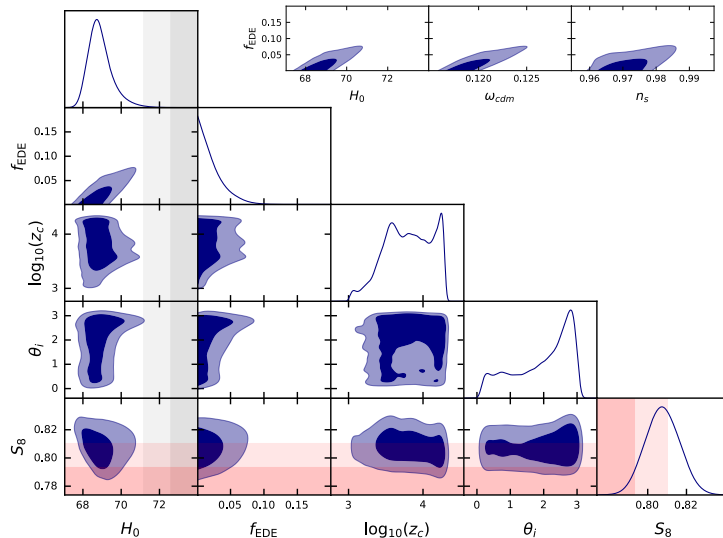 f_EDE
0.15
0.10
0.05
68 70 72
0.120 0.125
0.96 0.97 0.98 0.99
H_0
ω_cdm
n_s
f_EDE
0.15
0.10
0.05
log_10(z_c)
4
3
θ_i
3
2
1
0
S_8
0.82
0.80
0.78
68 70 72
0.05 0.10 0.15
3 4
0 1 2 3
0.80 0.82
H_0
f_EDE
log_10(z_c)
θ_i
S_8